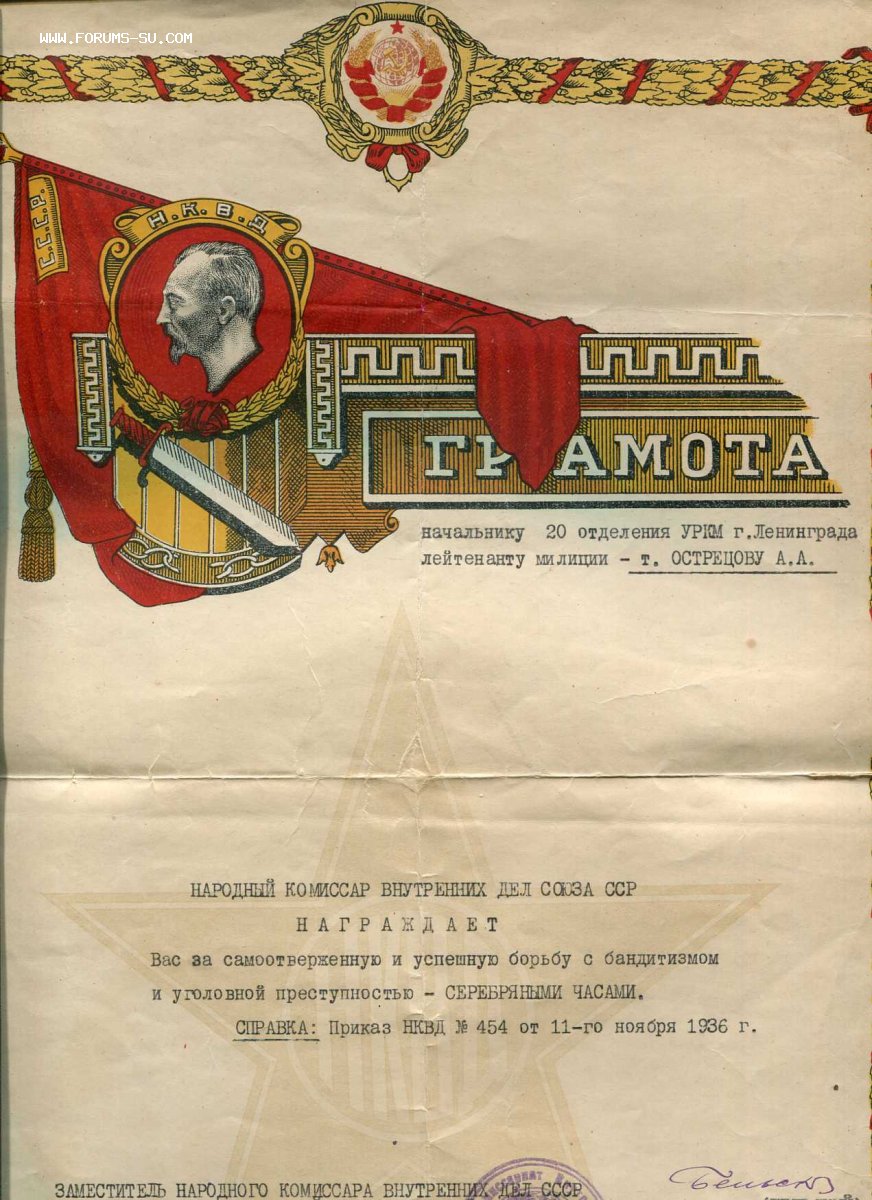 WWW.FORUMS-SU.COM
С.С.С.Р.
Н.К.В.Д
ГРАМОТА
начальнику 20 отделения УРКМ г.Ленинграда
лейтенанту милиции - т. ОСТРЕЦОВУ А.А.
НАРОДНЫЙ КОМИССАР ВНУТРЕННИХ ДЕЛ СОЮЗА ССР
НАГРАЖДАЕТ
Вас за самоотверженную и успешную борьбу с бандитизмом
и уголовной преступностью - СЕРЕБРЯНЫМИ ЧАСАМИ.
СПРАВКА: Приказ НКВД № 454 от 11-го ноября 1936 г.
ЗАМЕСТИТЕЛЬ НАРОДНОГО КОМИССАРА ВНУТРЕННИХ ДЕЛ СССР